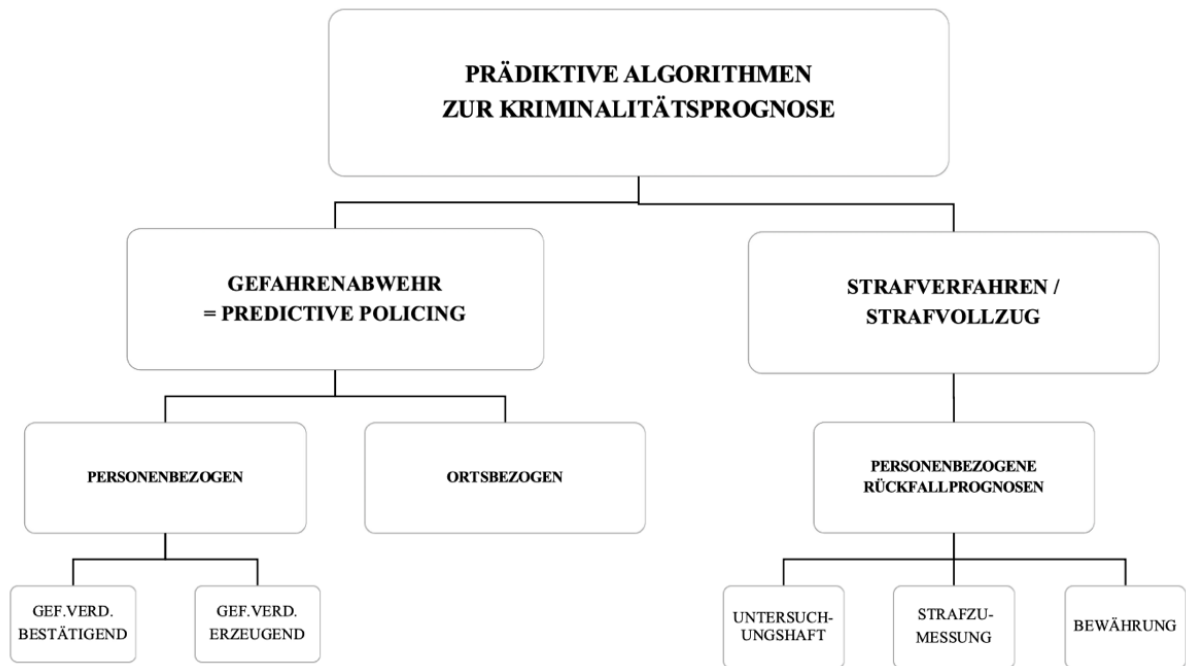 PRÄDIKTIVE ALGORITHMEN
ZUR KRIMINALITÄTSPROGNOSE
GEFAHRENABWEHR
= PREDICTIVE POLICING
STRAFVERFAHREN /
STRAFVOLLZUG
PERSONENBEZOGEN
ORTSBEZOGEN
PERSONENBEZOGENE
RÜCKFALLPROGNOSEN
GEF.VERD.
BESTÄTIGEND
GEF.VERD.
ERZEUGEND
UNTERSUCH-
UNGSHAFT
STRAFZU-
MESSUNG
BEWÄHRUNG